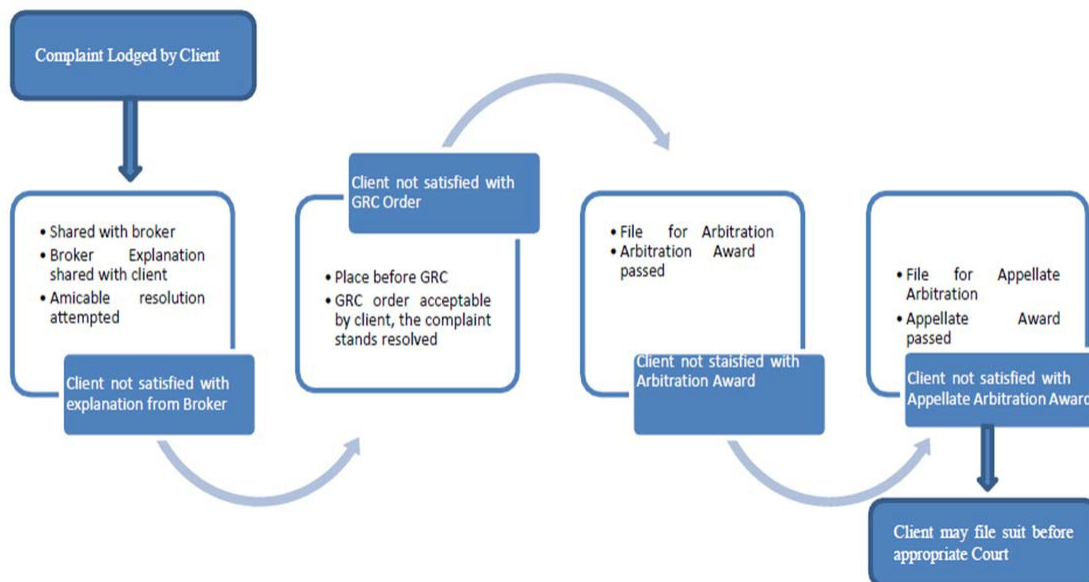 Complaint Lodged by Client
• Shared with broker
• Broker Explanation
shared with client
• Amicable resolution
attempted
Client not satisfied with
explanation from Broker
Client not satisfied with
GRC Order
• Place before GRC
• GRC order acceptable
by client, the complaint
stands resolved
• File for Arbitration
• Arbitration Award
passed
Client not staisfied with
Arbitration Award
• File for Appellate
Arbitration
• Appellate Award
passed
Client not satisfied with
Appellate Arbitration Award
Client may file suit before
appropriate Court